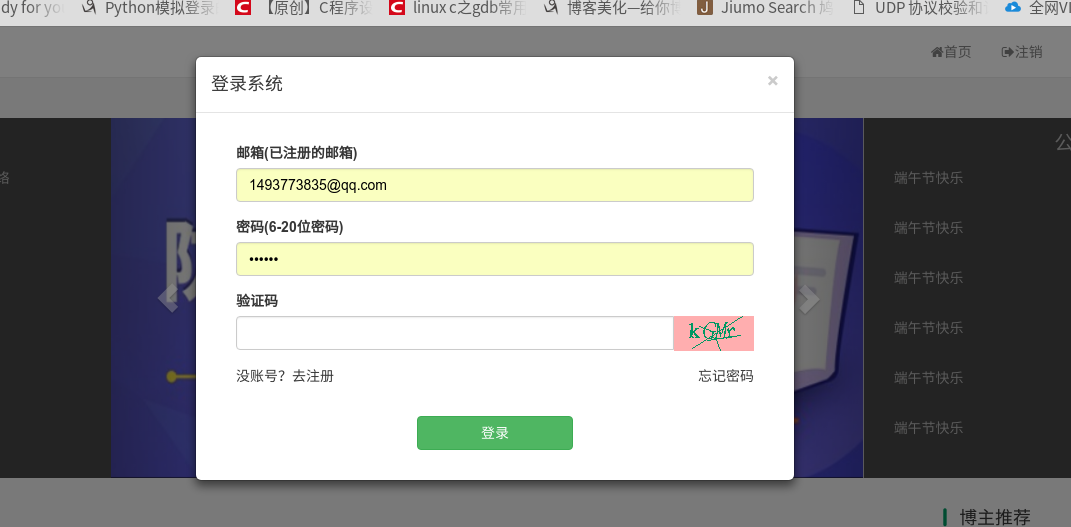 dy for yo Python模拟登录 【原创】C程序设 linux c之gdb常用 博客美化—给你博 Jiumo Search 鸠 UDP 协议校验和 全网VI
首页 注销
登录系统 ×
公
络
邮箱(已注册的邮箱)
1493773835@qq.com
密码(6-20位密码)
••••••
验证码
没账号？去注册 忘记密码
登录
端午节快乐
端午节快乐
端午节快乐
端午节快乐
端午节快乐
端午节快乐
博主推荐